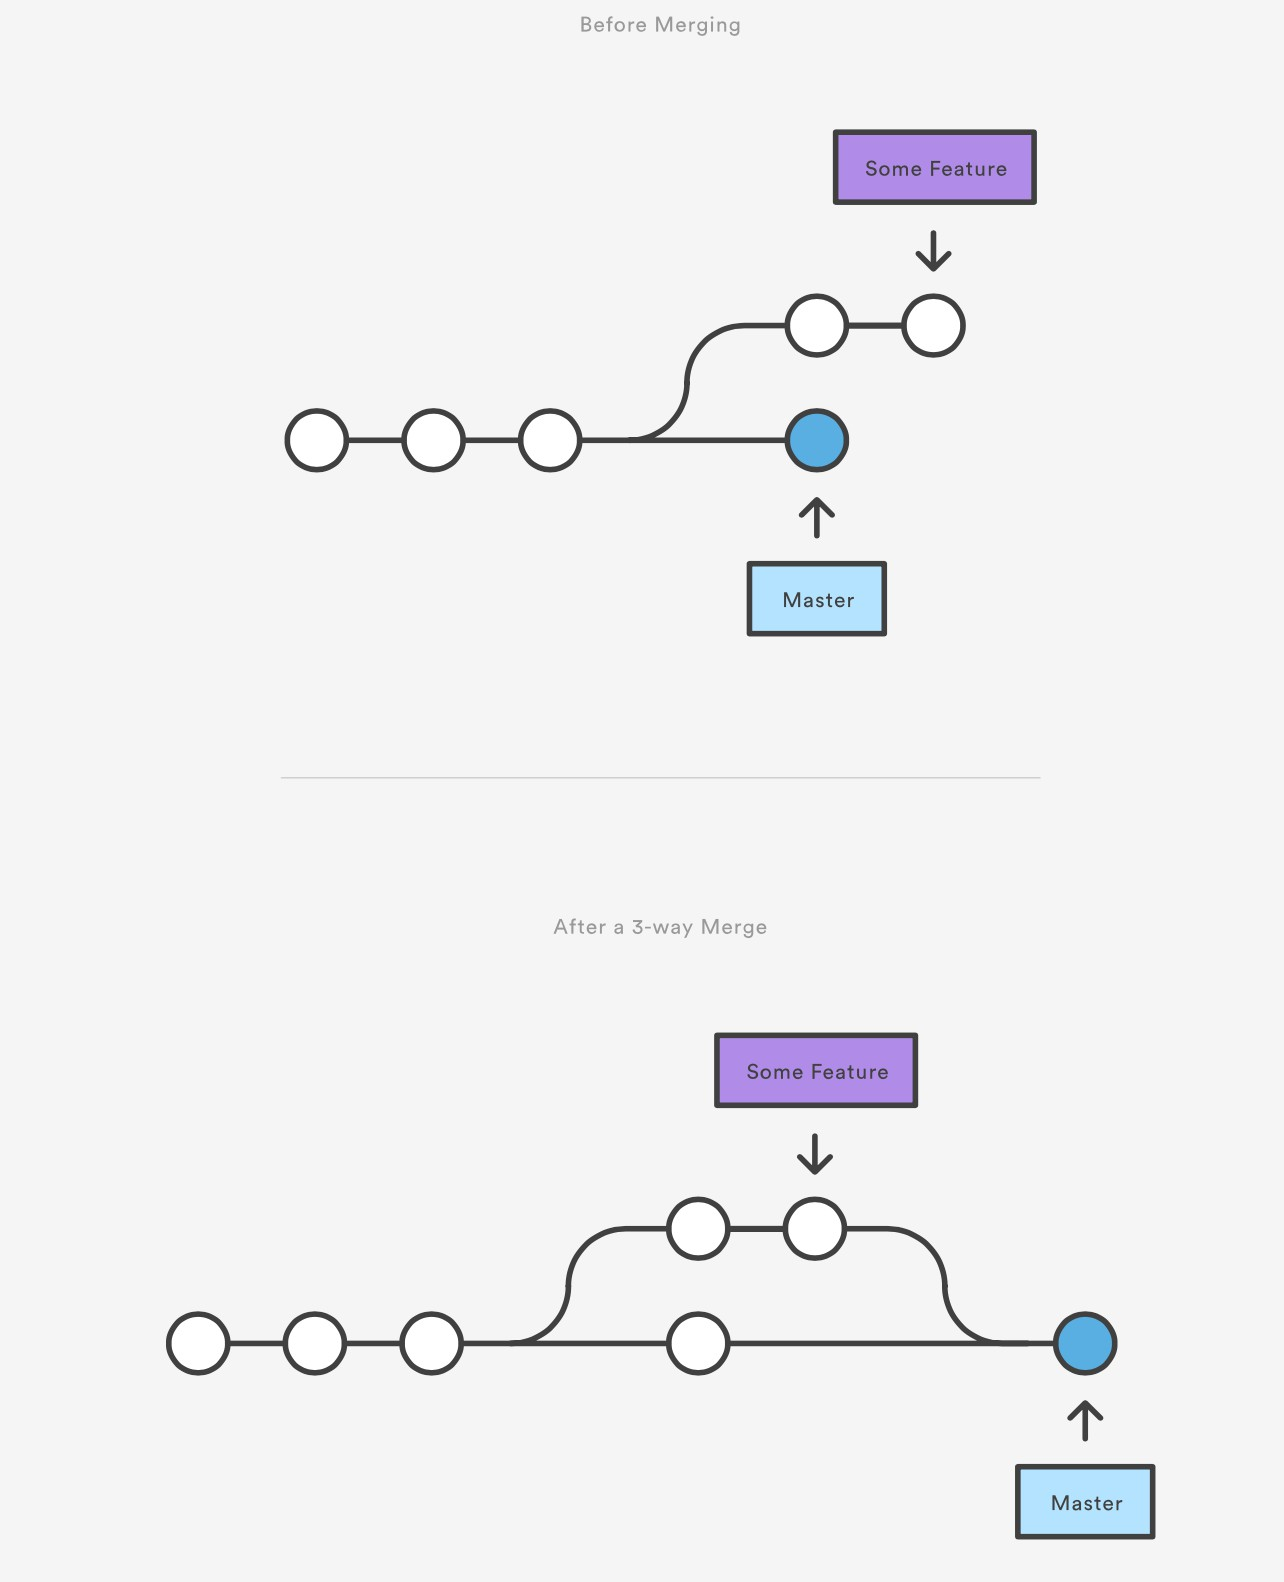 Before Merging
Some Feature
Master
After a 3-way Merge
Some Feature
Master